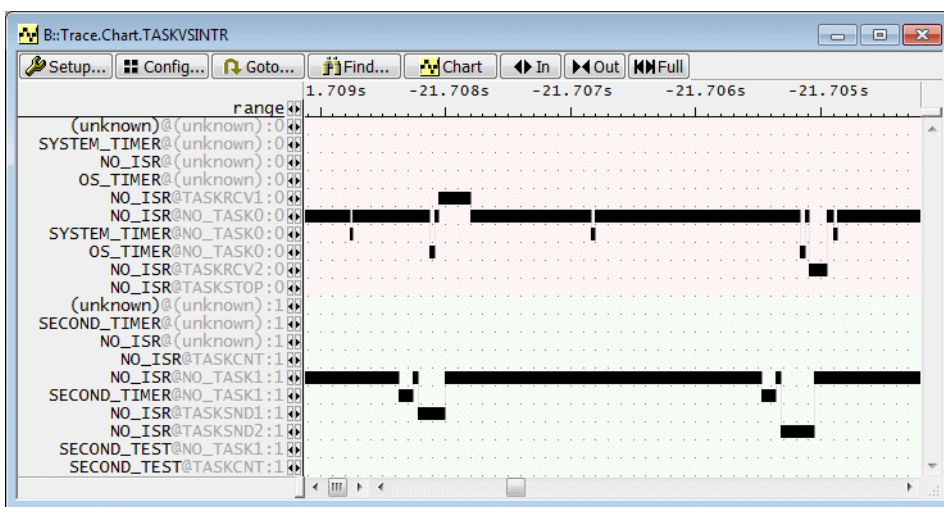 B::Trace.Chart.TASKVSINTR
Setup... Config... Goto... Find... Chart In Out Full
1.709s -21.708s -21.707s -21.706s -21.705s
range
(unknown)@(unknown):0
SYSTEM_TIMER@(unknown):0
NO_ISR@(unknown):0
OS_TIMER@(unknown):0
NO_ISR@TASKRCV1:0
NO_ISR@NO_TASK0:0
SYSTEM_TIMER@NO_TASK0:0
OS_TIMER@NO_TASK0:0
NO_ISR@TASKRCV2:0
NO_ISR@TASKSTOP:0
(unknown)@(unknown):1
SECOND_TIMER@(unknown):1
NO_ISR@(unknown):1
NO_ISR@TASKCNT:1
NO_ISR@NO_TASK1:1
SECOND_TIMER@NO_TASK1:1
NO_ISR@TASKSND1:1
NO_ISR@TASKSND2:1
SECOND_TEST@NO_TASK1:1
SECOND_TEST@TASKCNT:1